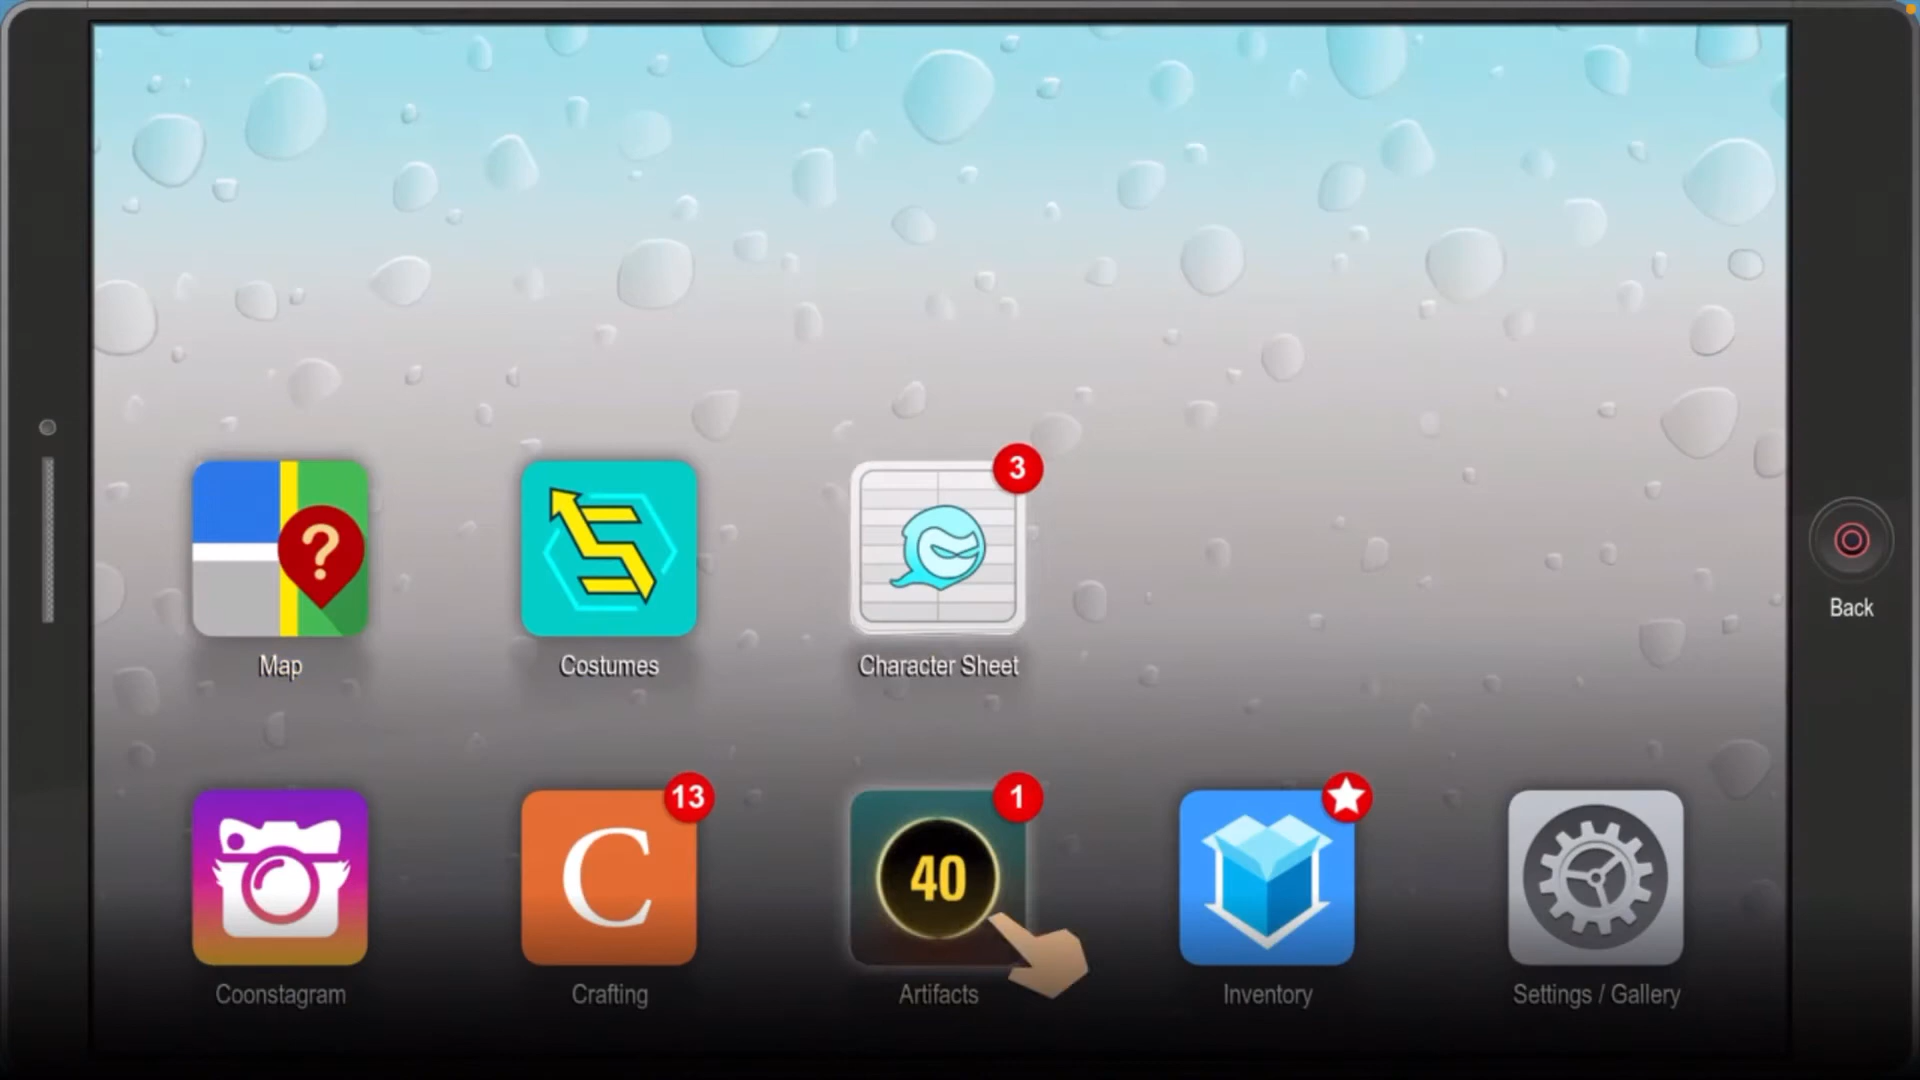 3
?
Map
Costumes
Character Sheet
Back
13
1
C
40
Coonstagram
Crafting
Artifacts
Inventory
Settings / Gallery